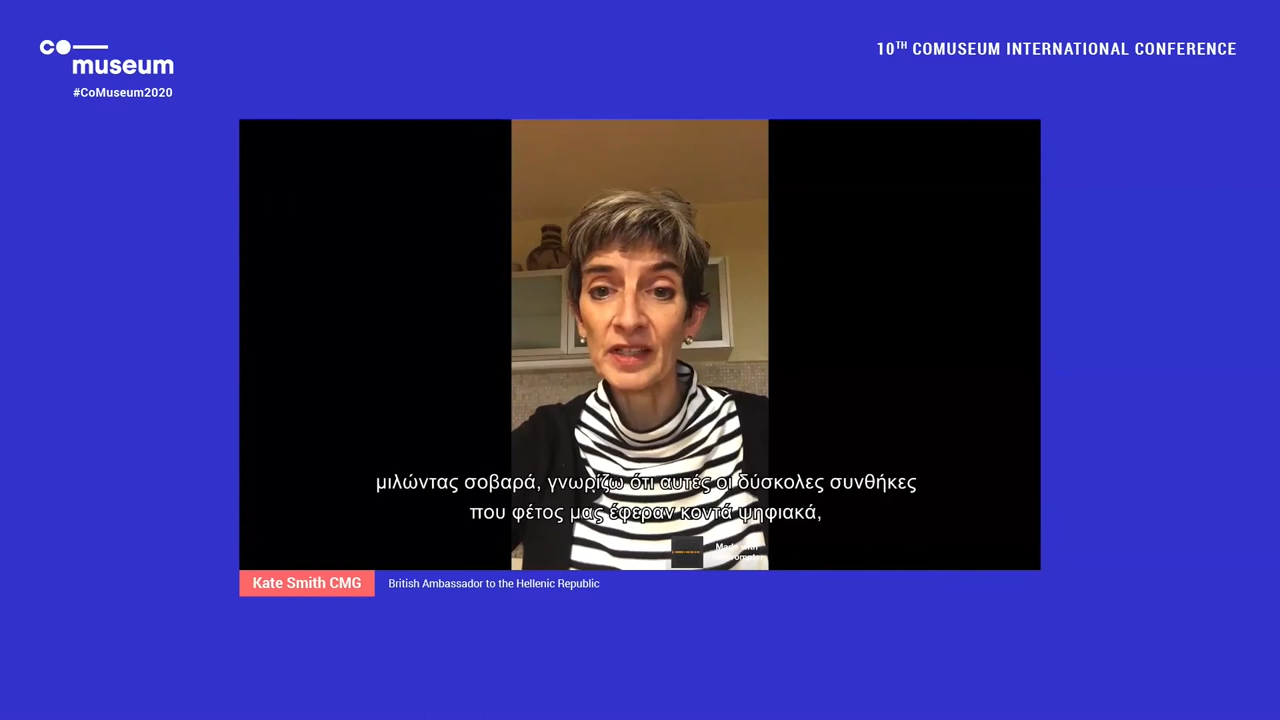 co
museum
#CoMuseum2020
10TH COMUSEUM INTERNATIONAL CONFERENCE
μιλώντας σοβαρά, γνωρίζω ότι αυτές οι δύσκολες συνθήκες
που φέτος μας έφεραν κοντά ψηφιακά,
Kate Smith CMG
British Ambassador to the Hellenic Republic